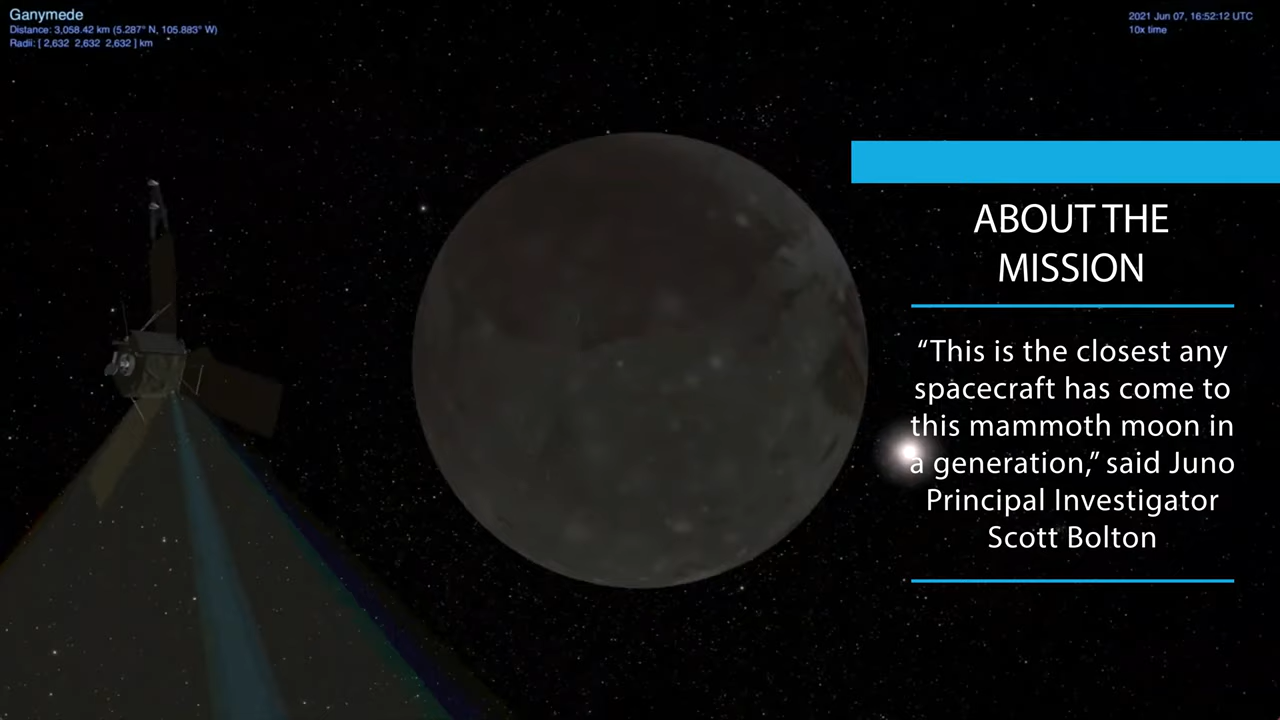 Ganymede
Distance: 3,058.42 km (5.287° N, 105.883° W)
Radii: [ 2,632 2,632 2,632 ] km
2021 Jun 07, 16:52:12 UTC
10x time
ABOUT THE
MISSION
“This is the closest any
spacecraft has come to
this mammoth moon in
a generation,” said Juno
Principal Investigator
Scott Bolton